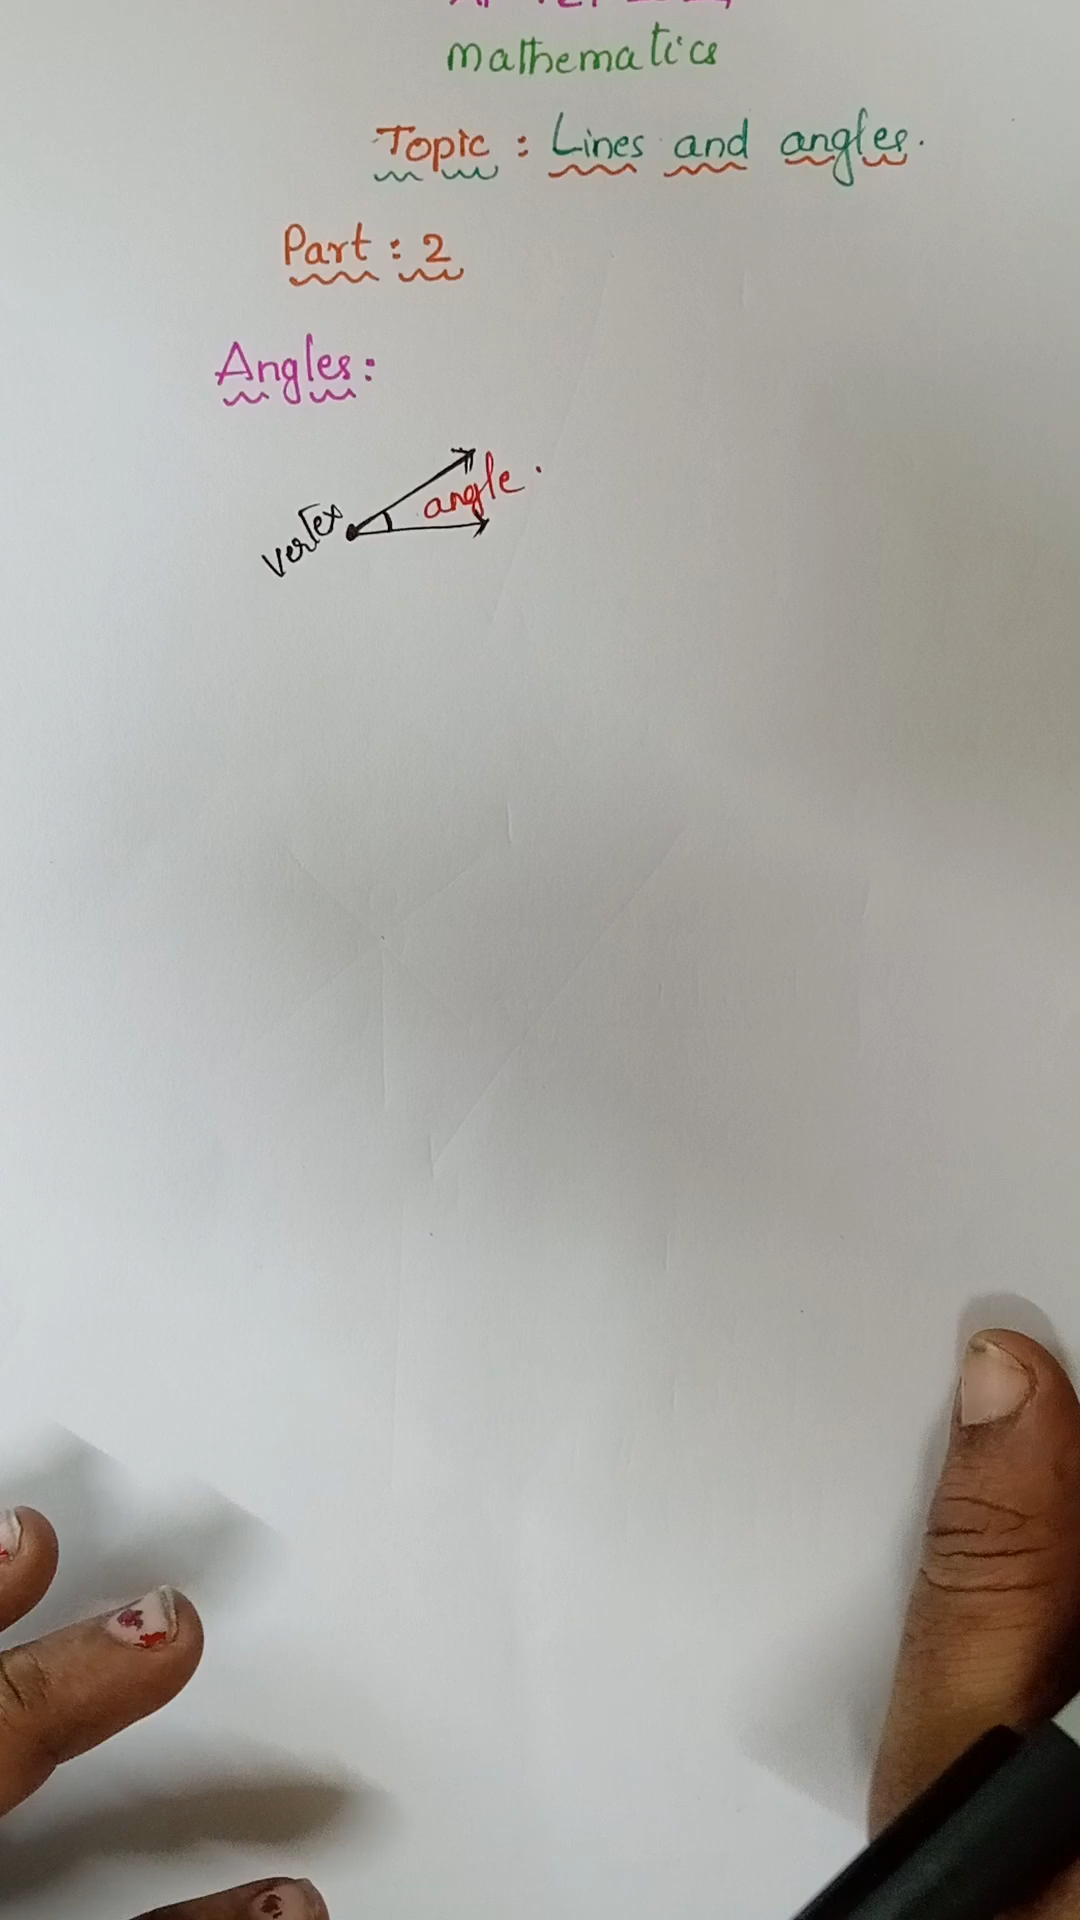 Mathematics
Topic : Lines and angles.
Part : 2
Angles :
angle.
vertex